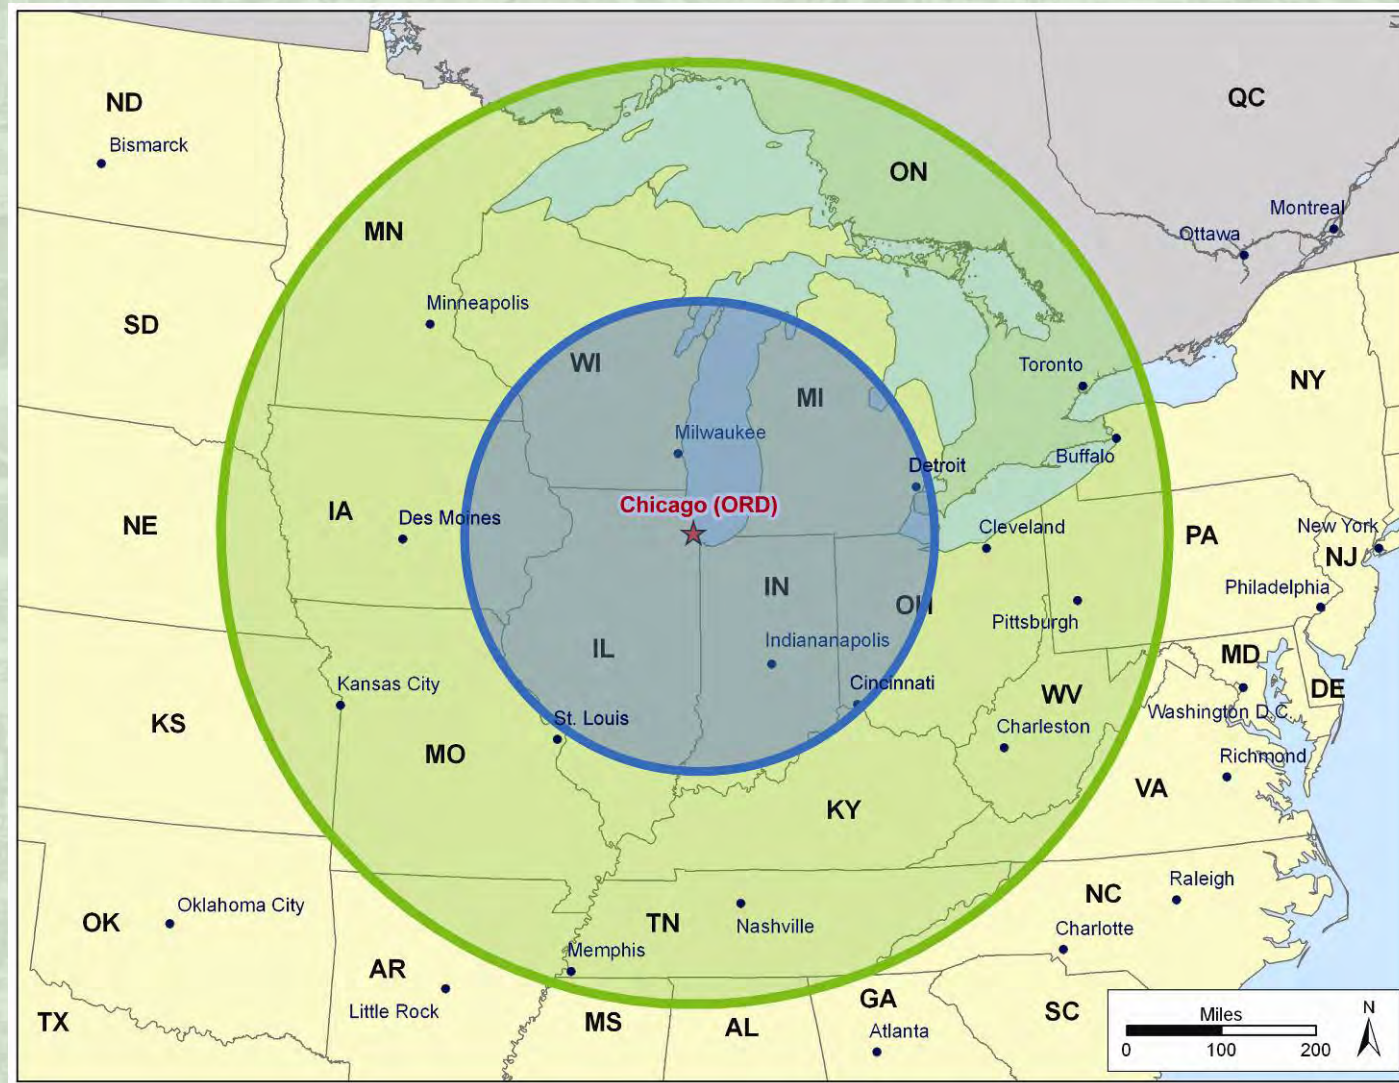 ND
Bismarck
QC
ON
Montreal
Ottawa
MN
Minneapolis
SD
WI
Toronto
NY
MI
Milwaukee
Buffalo
Detroit
Chicago (ORD)
IA
Des Moines
NE
Cleveland
PA
New York
NJ
IN
OH
Philadelphia
Pittsburgh
IL
Indiananapolis
MD
Kansas City
Cincinnati
WV
DE
Washington D.C.
St. Louis
KS
Charleston
MO
Richmond
VA
KY
Raleigh
NC
OK
Oklahoma City
TN
Nashville
Charlotte
Memphis
AR
GA
Little Rock
SC
TX
MS
AL
Atlanta
Miles
N
0 100 200